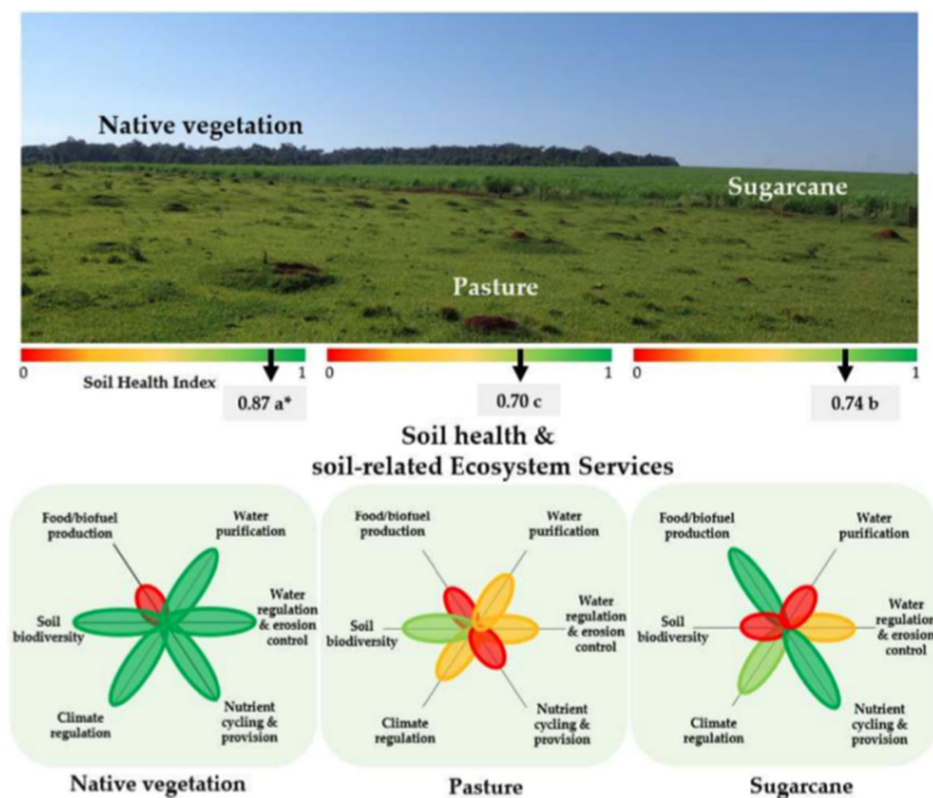 Native vegetation
Sugarcane
Pasture
0
1
0
1
0
1
Soil Health Index
0.87 a*
0.70 c
0.74 b
Soil health &
soil-related Ecosystem Services
Food/biofuel
production
Water
purification
Soil
biodiversity
Water
regulation
& erosion
control
Climate
regulation
Nutrient
cycling &
provision
Native vegetation
Food/biofuel
production
Water
purification
Soil
biodiversity
Water
regulation
& erosion
control
Climate
regulation
Nutrient
cycling &
provision
Pasture
Food/biofuel
production
Water
purification
Soil
biodiversity
Water
regulation
& erosion
control
Climate
regulation
Nutrient
cycling &
provision
Sugarcane